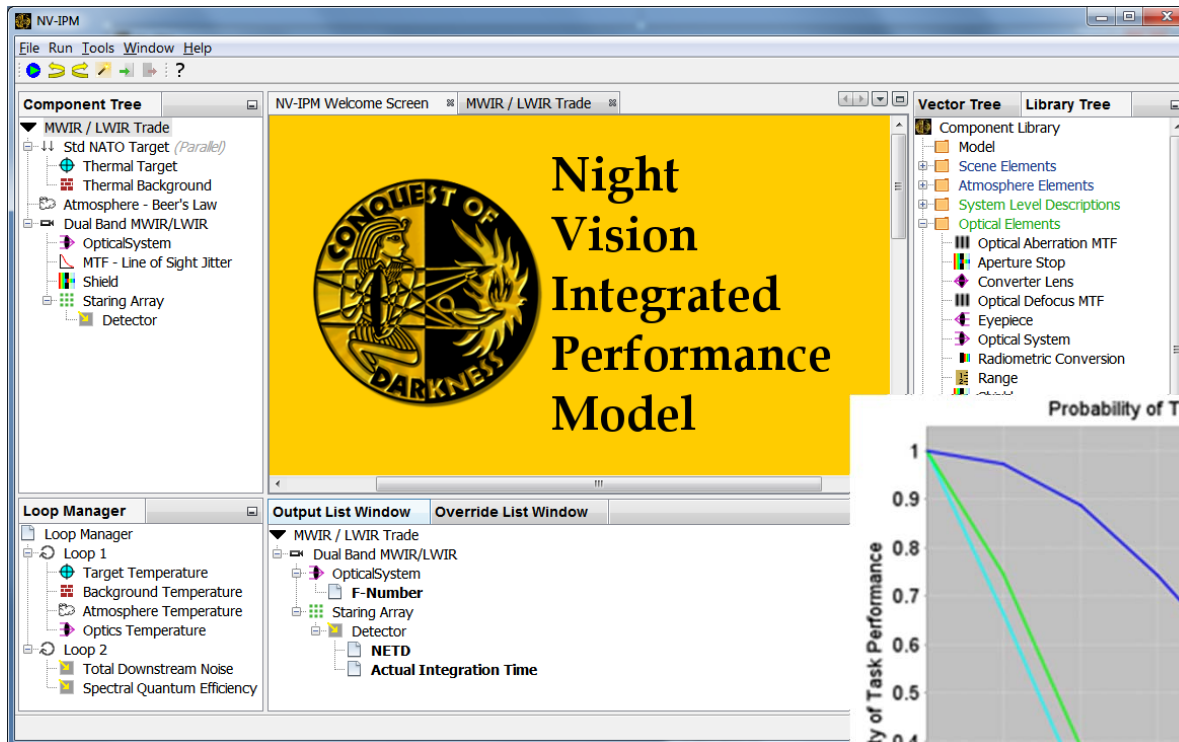 NV-IPM
File Run Tools Window Help
?
Component Tree
MWIR / LWIR Trade
Std NATO Target (Parallel)
Thermal Target
Thermal Background
Atmosphere - Beer's Law
Dual Band MWIR/LWIR
OpticalSystem
MTF - Line of Sight Jitter
Shield
Staring Array
Detector
NV-IPM Welcome Screen
MWIR / LWIR Trade
CONQUEST OF
DARKNESS
Night
Vision
Integrated
Performance
Model
Vector Tree Library Tree
Component Library
Model
Scene Elements
Atmosphere Elements
System Level Descriptions
Optical Elements
Optical Aberration MTF
Aperture Stop
Converter Lens
Optical Defocus MTF
Eyepiece
Optical System
Radiometric Conversion
Range
Loop Manager
Loop Manager
Loop 1
Target Temperature
Background Temperature
Atmosphere Temperature
Optics Temperature
Loop 2
Total Downstream Noise
Spectral Quantum Efficiency
Output List Window Override List Window
MWIR / LWIR Trade
Dual Band MWIR/LWIR
OpticalSystem
F-Number
Staring Array
Detector
NETD
Actual Integration Time
Probability of T
ty of Task Performance
1
0.9
0.8
0.7
0.6
0.5
0.4